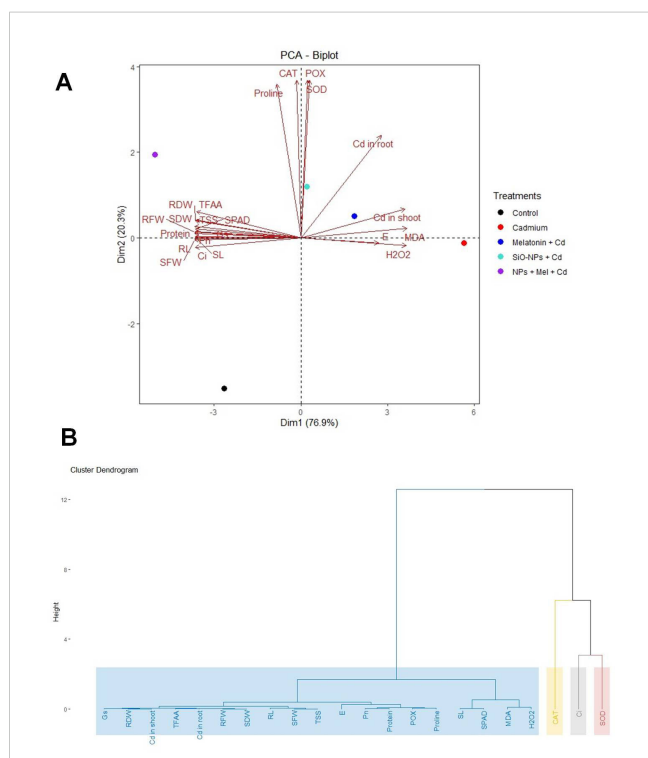 A
PCA - Biplot
4
2
0
-2
Dim2 (20.3%)
CAT POX
SOD
Proline
Cd in root
RDW TFAA
RFW SDW TSS SPAD
Cd in shoot
Protein
E MDA
RL
H2O2
Ci SL
SFW
-3 0 3 6
Dim1 (76.9%)
Treatments
Control
Cadmium
Melatonin + Cd
SiO-NPs + Cd
NPs + Mel + Cd
B
Cluster Dendrogram
12
8
4
0
Height
Gs
RDW
Cd in shoot
TFAA
Cd in root
RFW
SDW
RL
SFW
TSS
E
Pn
Protein
POX
Proline
SL
SPAD
MDA
H2O2
CAT
Ci
SOD